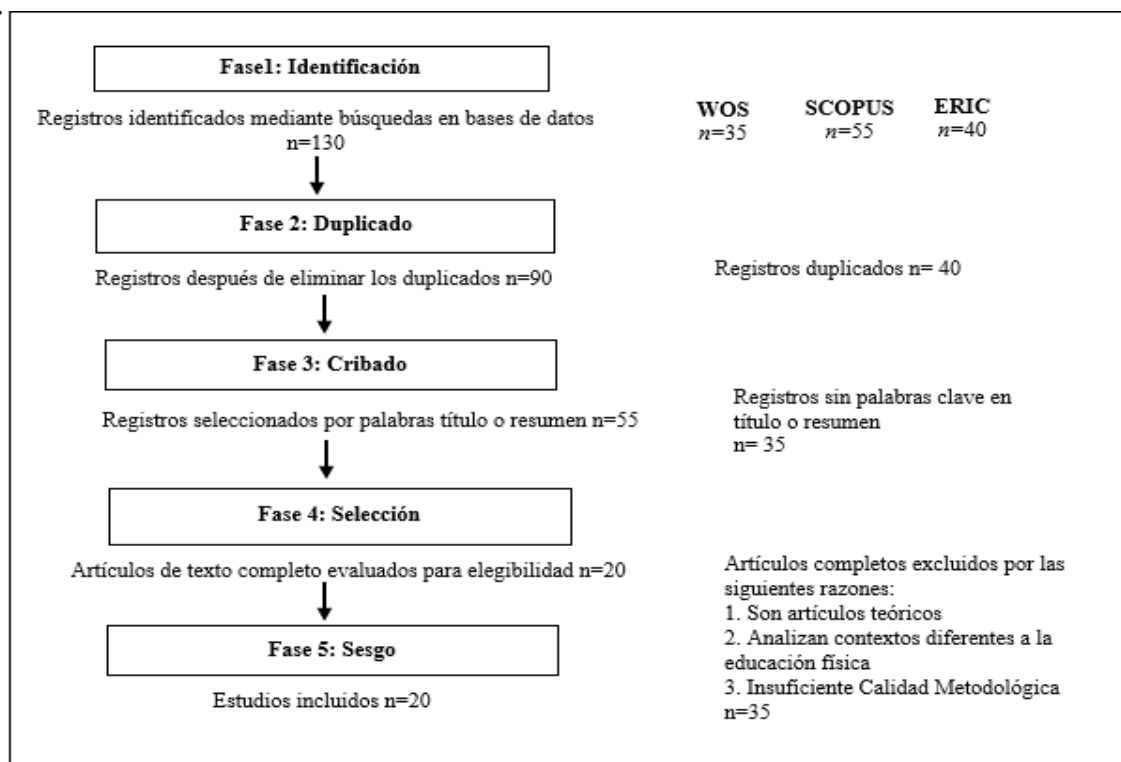 Fase1: Identificación
Registros identificados mediante búsquedas en bases de datos
n=130
WOS
n=35
SCOPUS
n=55
ERIC
n=40
Fase 2: Duplicado
Registros después de eliminar los duplicados n=90
Registros duplicados n= 40
Fase 3: Cribado
Registros seleccionados por palabras título o resumen n=55
Registros sin palabras clave en
título o resumen
n= 35
Fase 4: Selección
Artículos de texto completo evaluados para elegibilidad n=20
Artículos completos excluidos por las
siguientes razones:
1. Son artículos teóricos
2. Analizan contextos diferentes a la
educación física
3. Insuficiente Calidad Metodológica
n=35
Fase 5: Sesgo
Estudios incluidos n=20